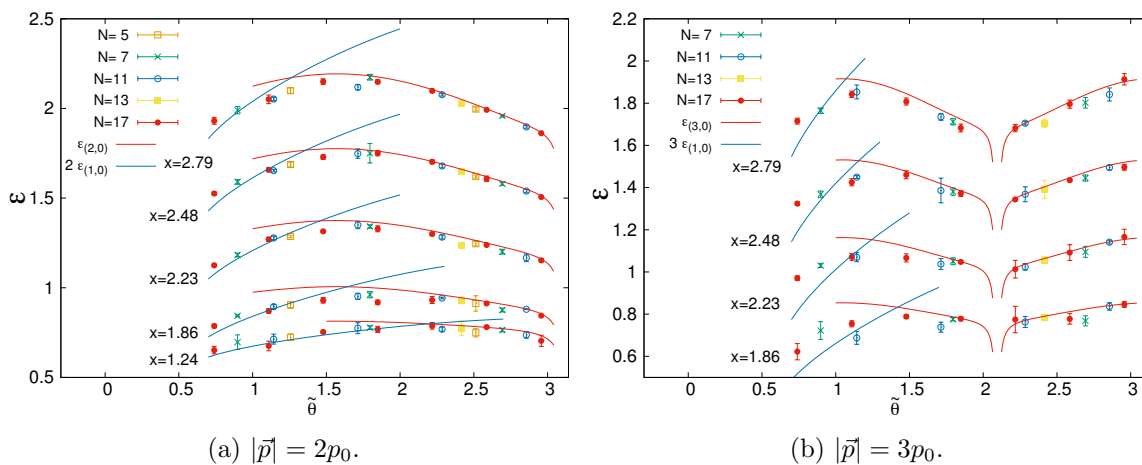 2.5
2
1.5
1
0.5
ε
0
0.5
1
1.5
2
2.5
3
θ̃
N= 5
N= 7
N=11
N=13
N=17
ε(2,0)
2 ε(1,0)
x=2.79
x=2.48
x=2.23
x=1.86
x=1.24
(a) |p⃗| = 2p₀.
2.2
2
1.8
1.6
1.4
1.2
1
0.8
0.6
ε
0
0.5
1
1.5
2
2.5
3
θ̃
N= 7
N=11
N=13
N=17
ε(3,0)
3 ε(1,0)
x=2.79
x=2.48
x=2.23
x=1.86
(b) |p⃗| = 3p₀.